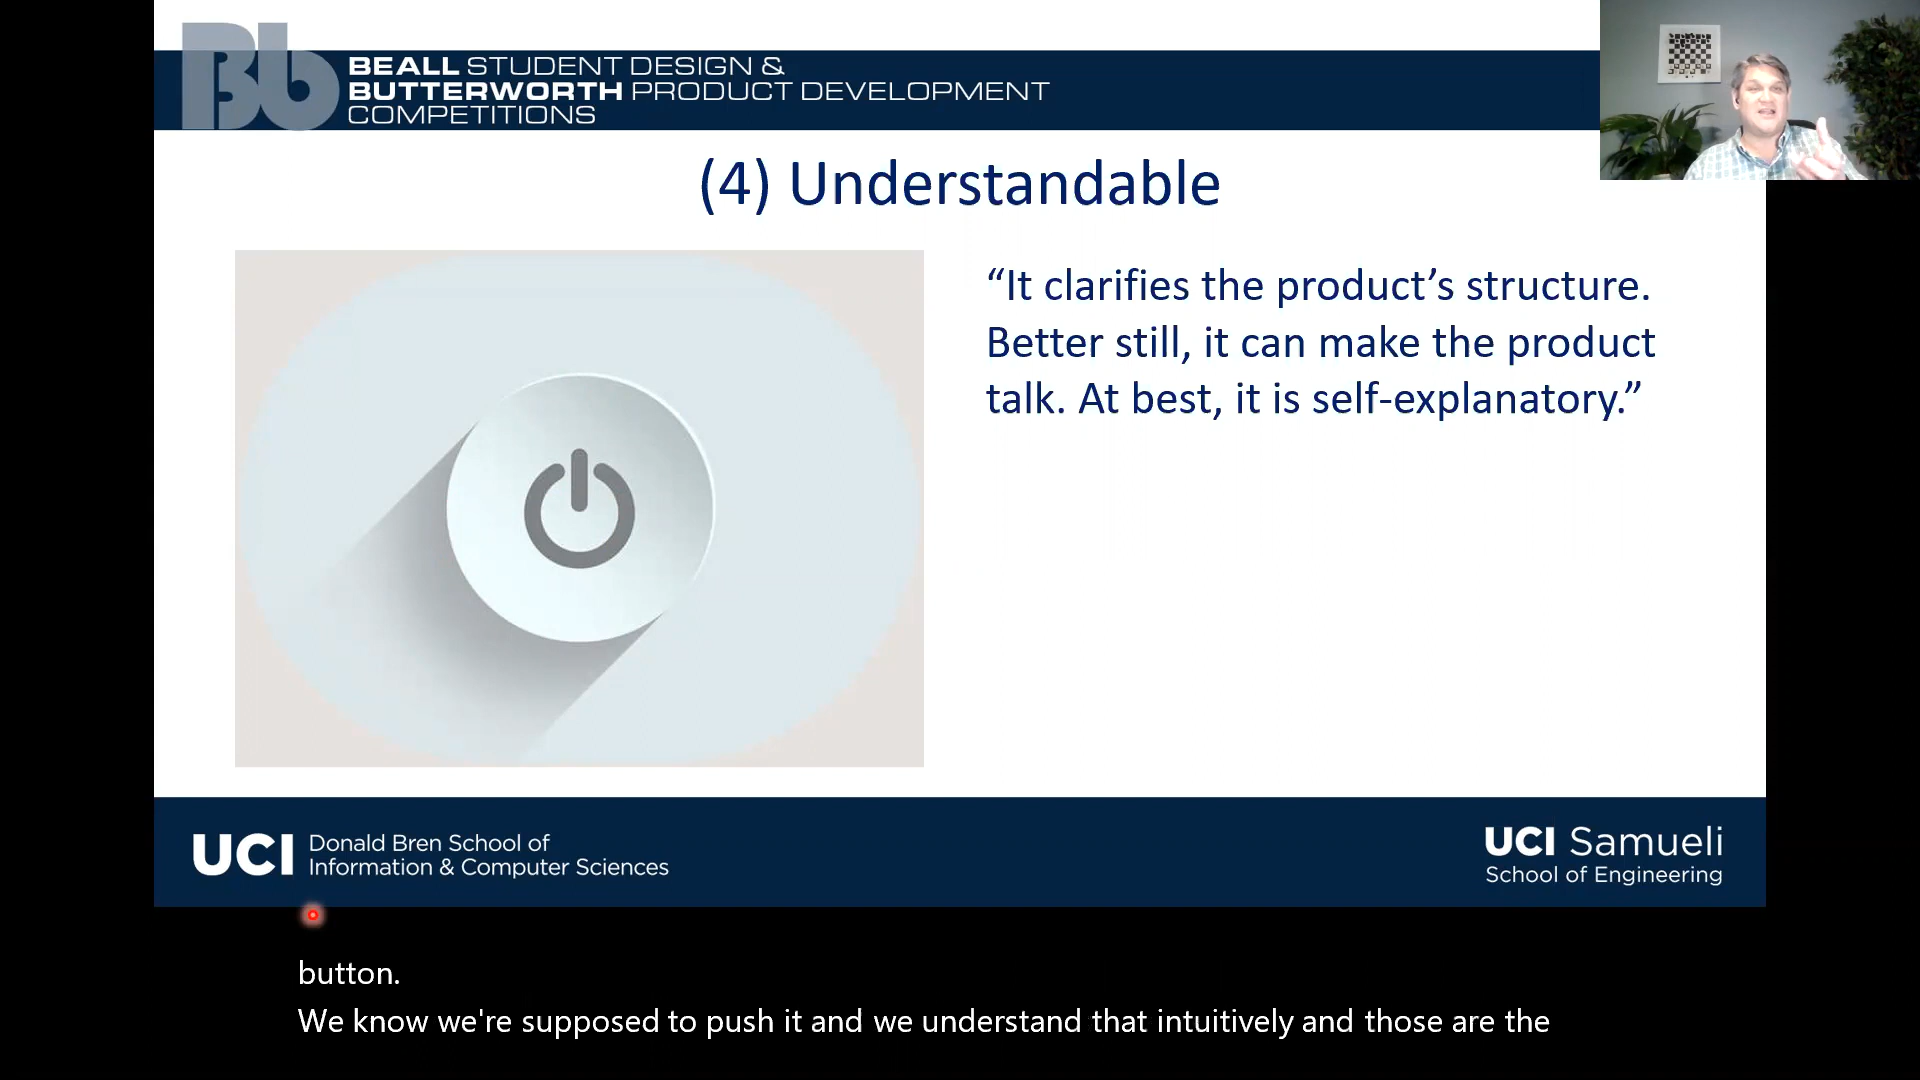 Bb
BEALL STUDENT DESIGN &
BUTTERWORTH PRODUCT DEVELOPMENT
COMPETITIONS
(4) Understandable
“It clarifies the product’s structure.
Better still, it can make the product
talk. At best, it is self-explanatory.”
UCI Donald Bren School of
Information & Computer Sciences
UCI Samueli
School of Engineering
button.
We know we're supposed to push it and we understand that intuitively and those are the